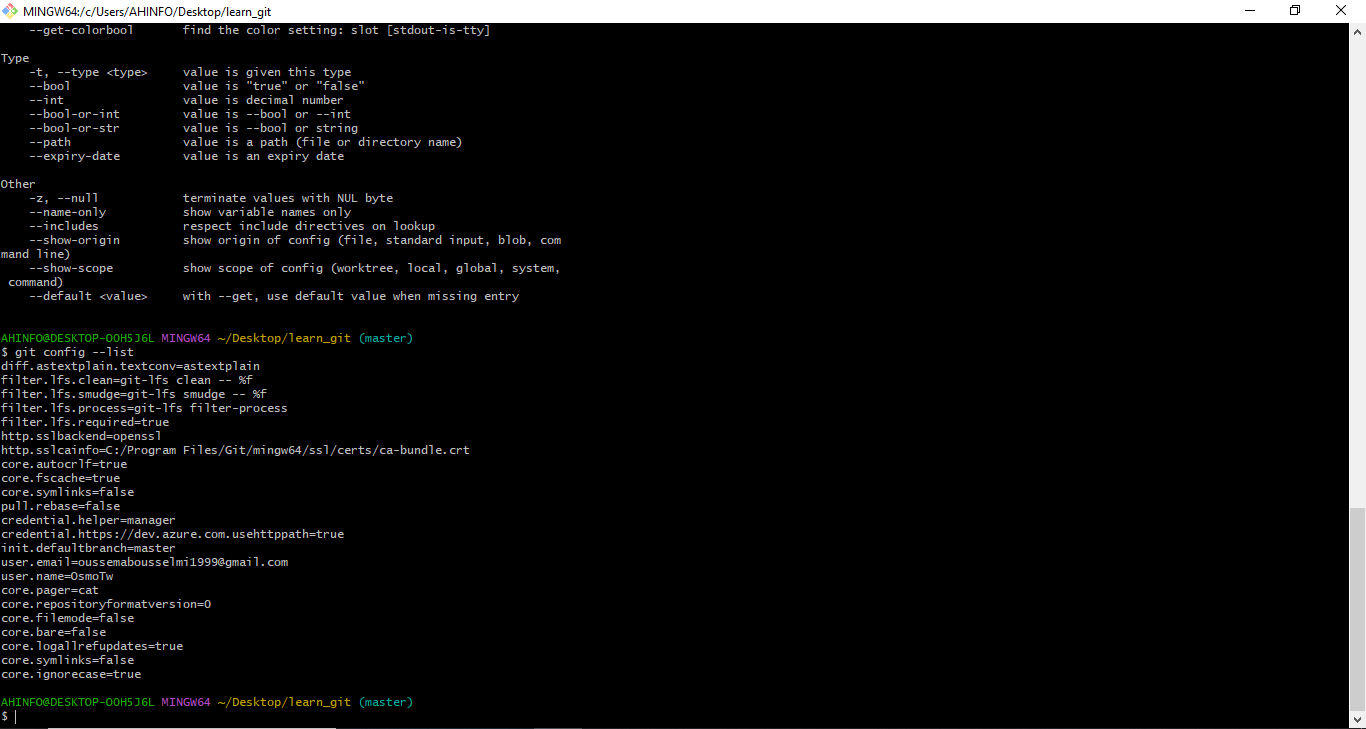 MINGW64:/c/Users/AHINFO/Desktop/learn_git
--get-colorbool find the color setting: slot [stdout-is-tty]
Type
-t, --type <type> value is given this type
--bool value is "true" or "false"
--int value is decimal number
--bool-or-int value is --bool or --int
--bool-or-str value is --bool or string
--path value is a path (file or directory name)
--expiry-date value is an expiry date
Other
-z, --null terminate values with NUL byte
--name-only show variable names only
--includes respect include directives on lookup
--show-origin show origin of config (file, standard input, blob, com
mand line)
--show-scope show scope of config (worktree, local, global, system,
command)
--default <value> with --get, use default value when missing entry
AHINFO@DESKTOP-OOH5J6L MINGW64 ~/Desktop/learn_git (master)
$ git config --list
diff.astextplain.textconv=astextplain
filter.lfs.clean=git-lfs clean -- %f
filter.lfs.smudge=git-lfs smudge -- %f
filter.lfs.process=git-lfs filter-process
filter.lfs.required=true
http.sslbackend=openssl
http.sslcainfo=C:/Program Files/Git/mingw64/ssl/certs/ca-bundle.crt
core.autocrlf=true
core.fscache=true
core.symlinks=false
pull.rebase=false
credential.helper=manager
credential.https://dev.azure.com.usehttppath=true
init.defaultbranch=master
user.email=oussemabousselmi1999@gmail.com
user.name=OsmoTw
core.pager=cat
core.repositoryformatversion=0
core.filemode=false
core.bare=false
core.logallrefupdates=true
core.symlinks=false
core.ignorecase=true
AHINFO@DESKTOP-OOH5J6L MINGW64 ~/Desktop/learn_git (master)
$